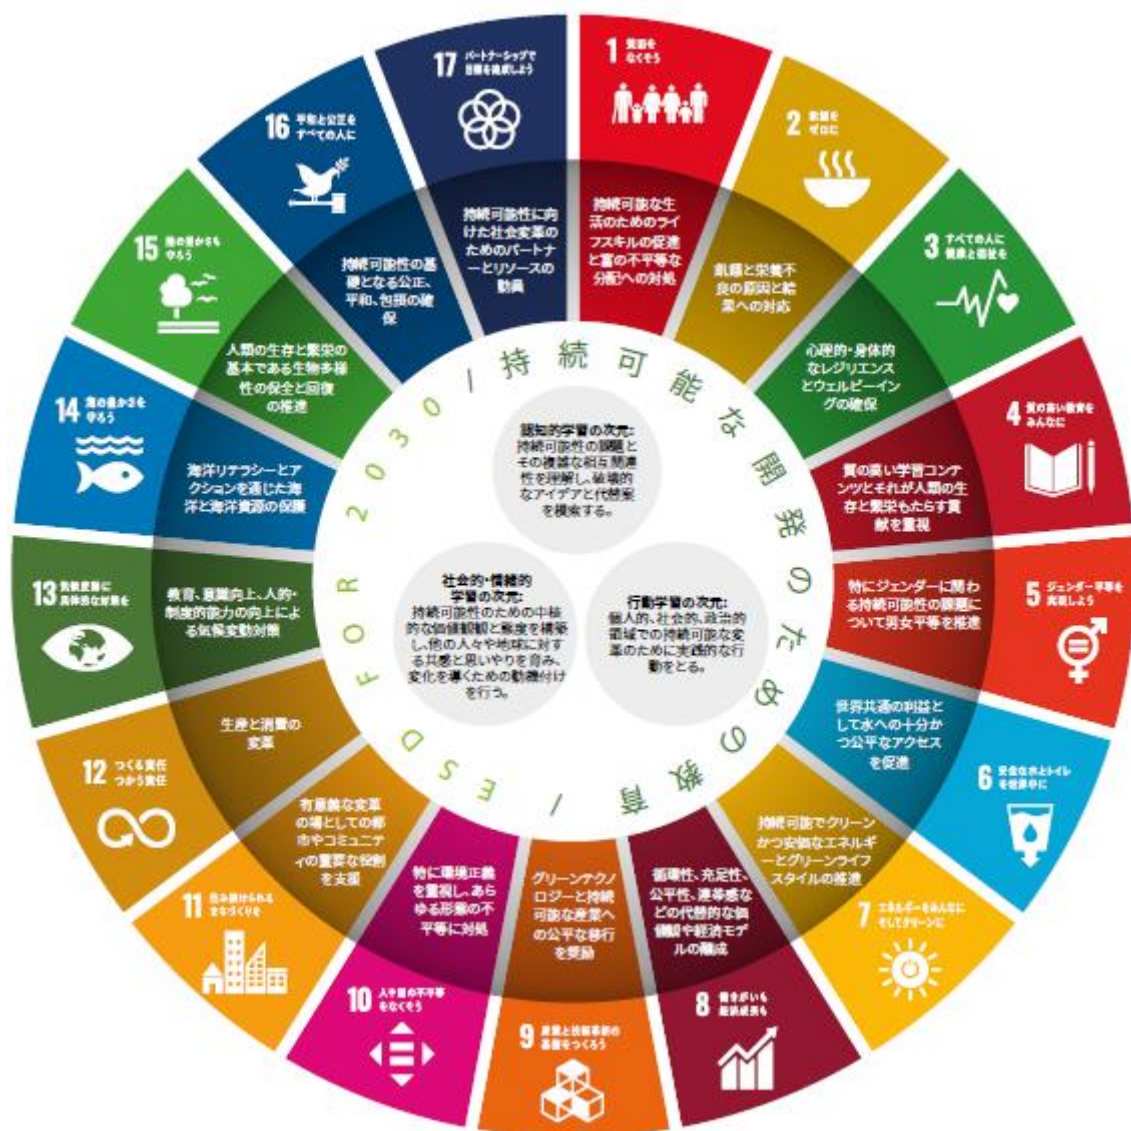 持続可能な開発のための教育 / ESD FOR 2030 /
認知的学習の次元:
持続可能性の課題と
その複雑な相互関連
性を理解し、破壊的
なアイデアと代替案
を模索する。
社会的・情緒的
学習の次元:
持続可能性のための中核
的な価値観観と態度を構築
し、他の人々や地球に対す
る共感と思いやりを育み、
変化を導くための動機付け
を行う。
行動学習の次元:
個人的、社会的、政治的
領域での持続可能な変
革のために実践的な行
動をとる。
1 貧困を
なくそう
持続可能な生
活のためのライ
フスキルの促進
と富の不平等な
分配への対処
2 飢餓を
ゼロに
飢餓と栄養不
良の原因と結
果への対応
3 すべての人に
健康と福祉を
心理的・身体的
なレジリエンス
とウェルビーイン
グの確保
4 質の高い教育を
みんなに
質の高い学習コンテ
ンツとそれが人類の生
存と繁栄もたらす貢
献を重視
5 ジェンダー平等を
実現しよう
特にジェンダーに関わ
る持続可能性の課題に
ついて男女平等を推進
6 安全な水とトイレ
を世界中に
世界共通の利益と
して水への十分か
つ公平なアクセス
を促進
7 エネルギーをみんなに
そしてクリーンに
持続可能でクリーン
かつ安価なエネルギ
ーとグリーンライフ
スタイルの推進
8 働きがいも
経済成長も
循環性、充足性、
公平性、連帯感な
どの代替的な価
値観や経済モデ
ルの醸成
9 産業と技術革新の
基盤をつくろう
グリーンテクノ
ロジーと持続
可能な産業へ
の公平な移行
を奨励
10 人や国の不平等
をなくそう
特に環境正義
を重視し、あら
ゆる形態の不
平等に対処
11 住み続けられる
まちづくりを
有意義な変革
の場としての都
市やコミュニテ
ィの重要な役割
を支援
12 つくる責任
つかう責任
生産と消費の
変革
13 気候変動に
具体的な対策を
教育、意識向上、人的・
制度的能力の向上によ
る気候変動対策
14 海の豊かさを
守ろう
海洋リテラシーとア
クションを通じた海
洋と海洋資源の保護
15 陸の豊かさも
守ろう
人類の生存と繁栄の
基本である生物多様
性の保全と回復
の推進
16 平和と公正を
すべての人に
持続可能性の基
礎となる公正、
平和、包摂の確
保
17 パートナーシップで
目標を達成しよう
持続可能性に向
けた社会変革の
ためのパートナ
ーとリソースの
動員